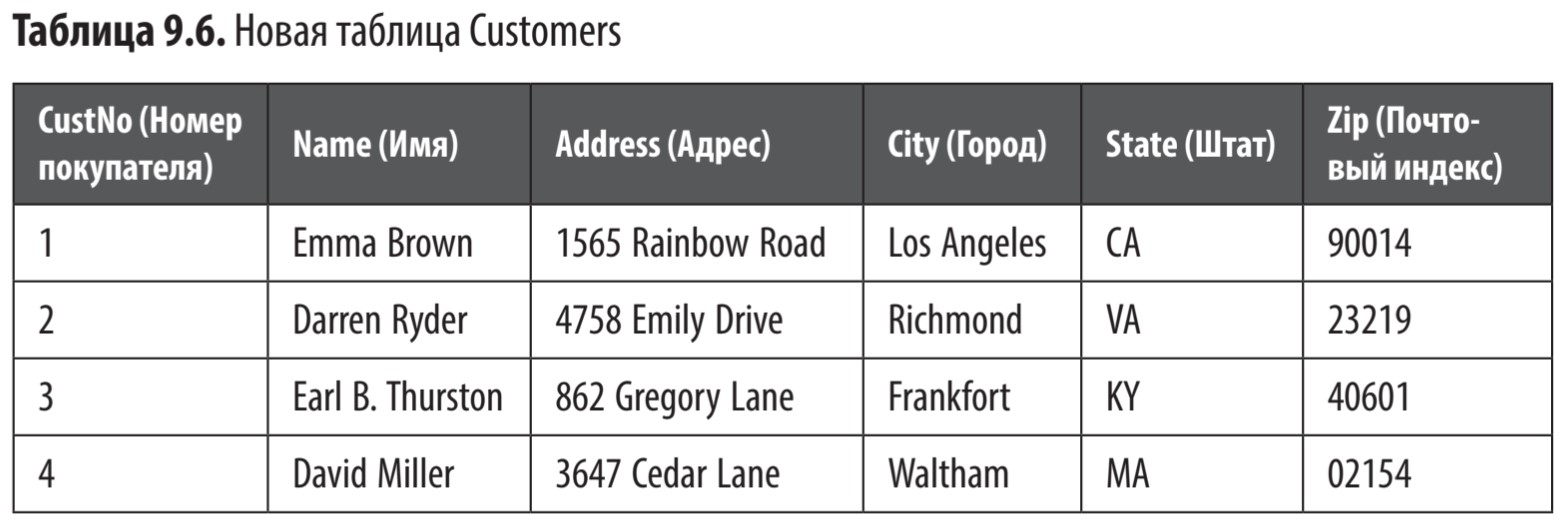 Таблица 9.6. Новая таблица Customers
CustNo (Номер покупателя) Name (Имя) Address (Адрес) City (Город) State (Штат) Zip (Почто-вый индекс)
1 Emma Brown 1565 Rainbow Road Los Angeles CA 90014
2 Darren Ryder 4758 Emily Drive Richmond VA 23219
3 Earl B. Thurston 862 Gregory Lane Frankfort KY 40601
4 David Miller 3647 Cedar Lane Waltham MA 02154